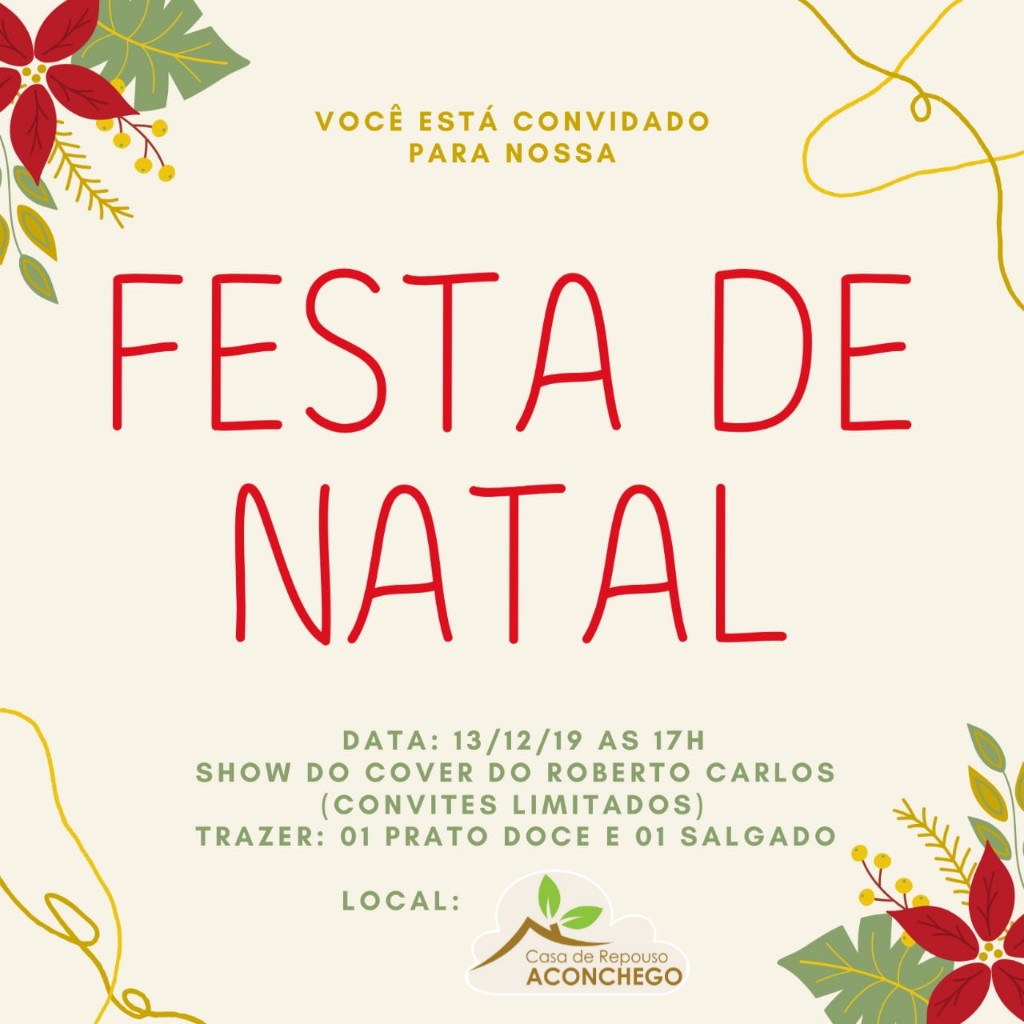 VOCÊ ESTÁ CONVIDADO
PARA NOSSA
FESTA DE
NATAL
DATA: 13/12/19 AS 17H
SHOW DO COVER DO ROBERTO CARLOS
(CONVITES LIMITADOS)
TRAZER: 01 PRATO DOCE E 01 SALGADO
LOCAL:
Casa de Repouso
ACONCHEGO